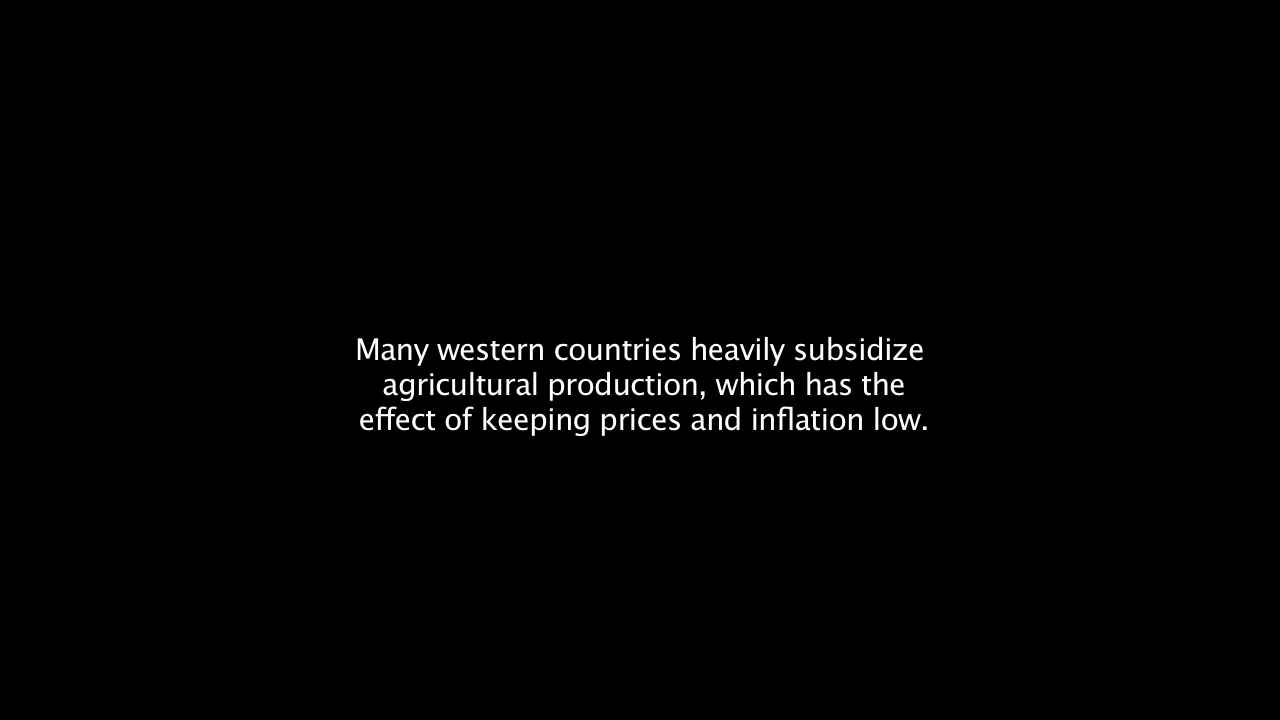 Many western countries heavily subsidize
agricultural production, which has the
effect of keeping prices and inflation low.